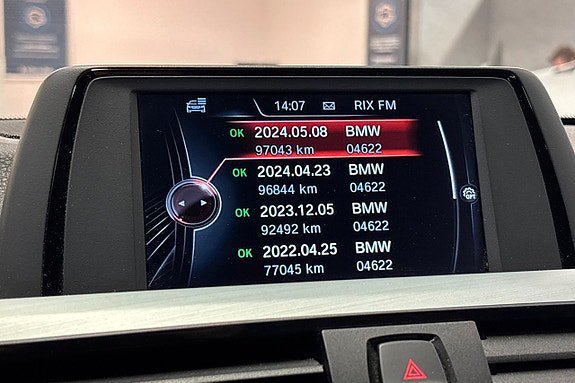 14:07 RIX FM
OK 2024.05.08 BMW
97043 km 04622
OK 2024.04.23 BMW
96844 km 04622
OK 2023.12.05 BMW
92492 km 04622
OK 2022.04.25 BMW
77045 km 04622
OPT